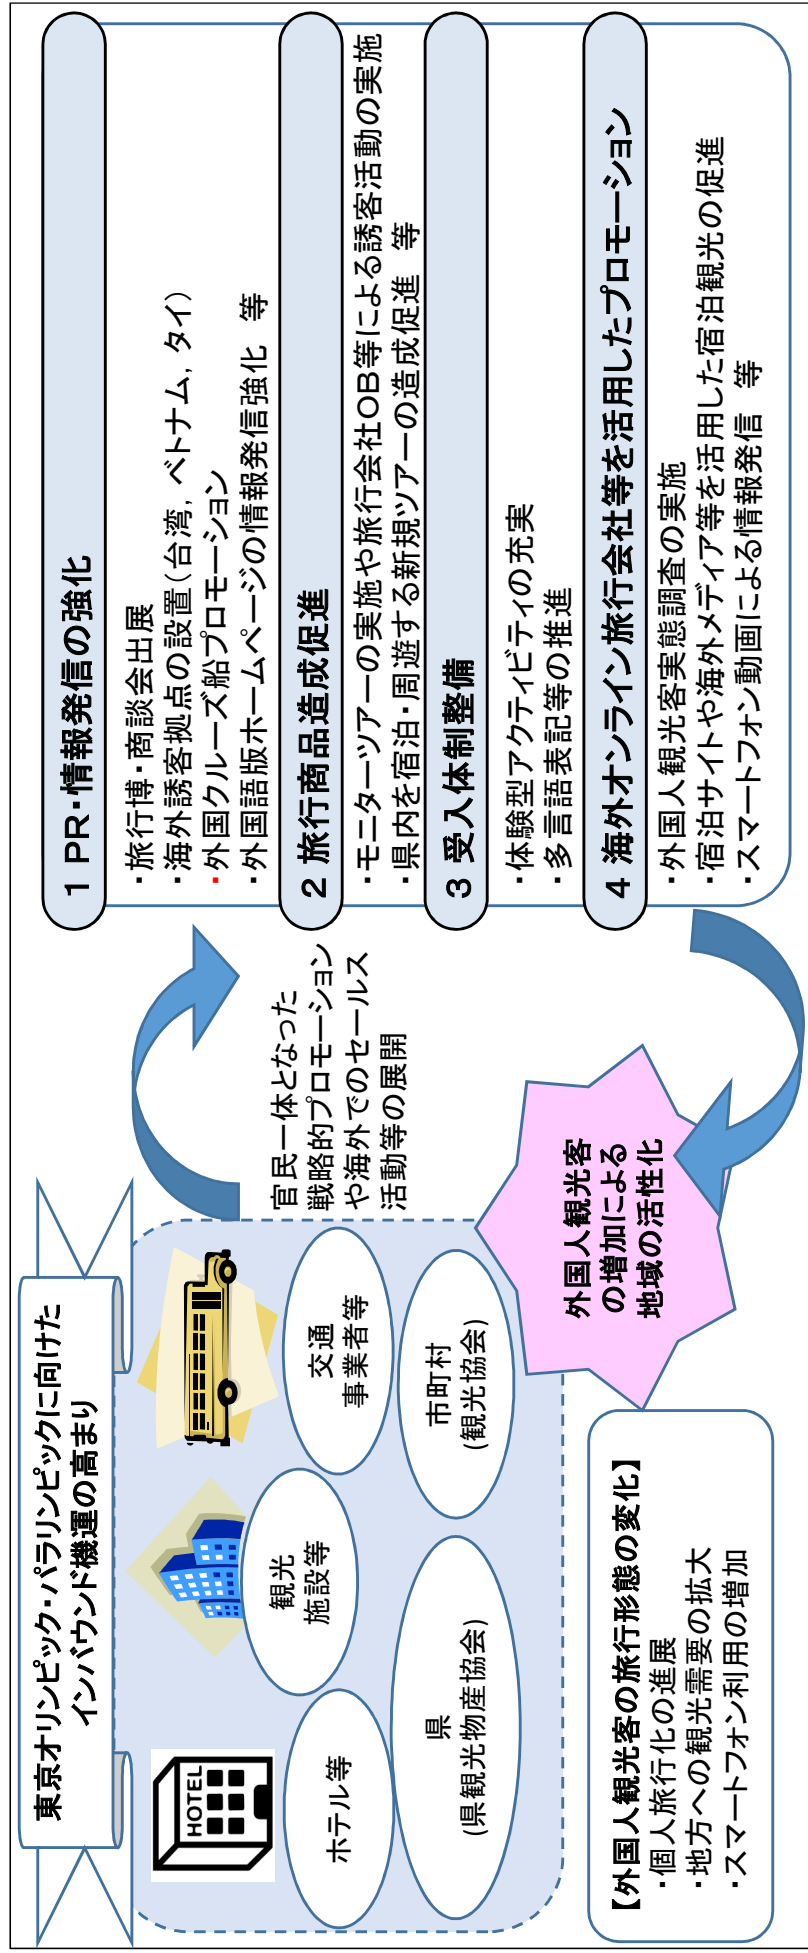 東京オリンピック・パラリンピックに向けた
インバウンド機運の高まり
HOTEL
ホテル等
観光
施設等
交通
事業者等
県
(県観光物産協会)
市町村
(観光協会)
【外国人観光客の旅行形態の変化】
・個人旅行化の進展
・地方への観光需要の拡大
・スマートフォン利用の増加
外国人観光客
の増加による
地域の活性化
官民一体となった
戦略的プロモーション
や海外でのセールス
活動等の展開
1 PR・情報発信の強化
・旅行博・商談会出展
・海外誘客拠点の設置(台湾, ベトナム, タイ)
・外国クルーズ船プロモーション
・外国語版ホームページの情報発信強化 等
2 旅行商品造成促進
・モニターツアーの実施や旅行会社OB等による誘客活動の実施
・県内を宿泊・周遊する新規ツアーの造成促進 等
3 受入体制整備
・体験型アクティビティの充実
・多言語表記等の推進
4 海外オンライン旅行会社等を活用したプロモーション
・外国人観光客実態調査の実施
・宿泊サイトや海外メディア等を活用した宿泊観光の促進
・スマートフォン動画による情報発信 等